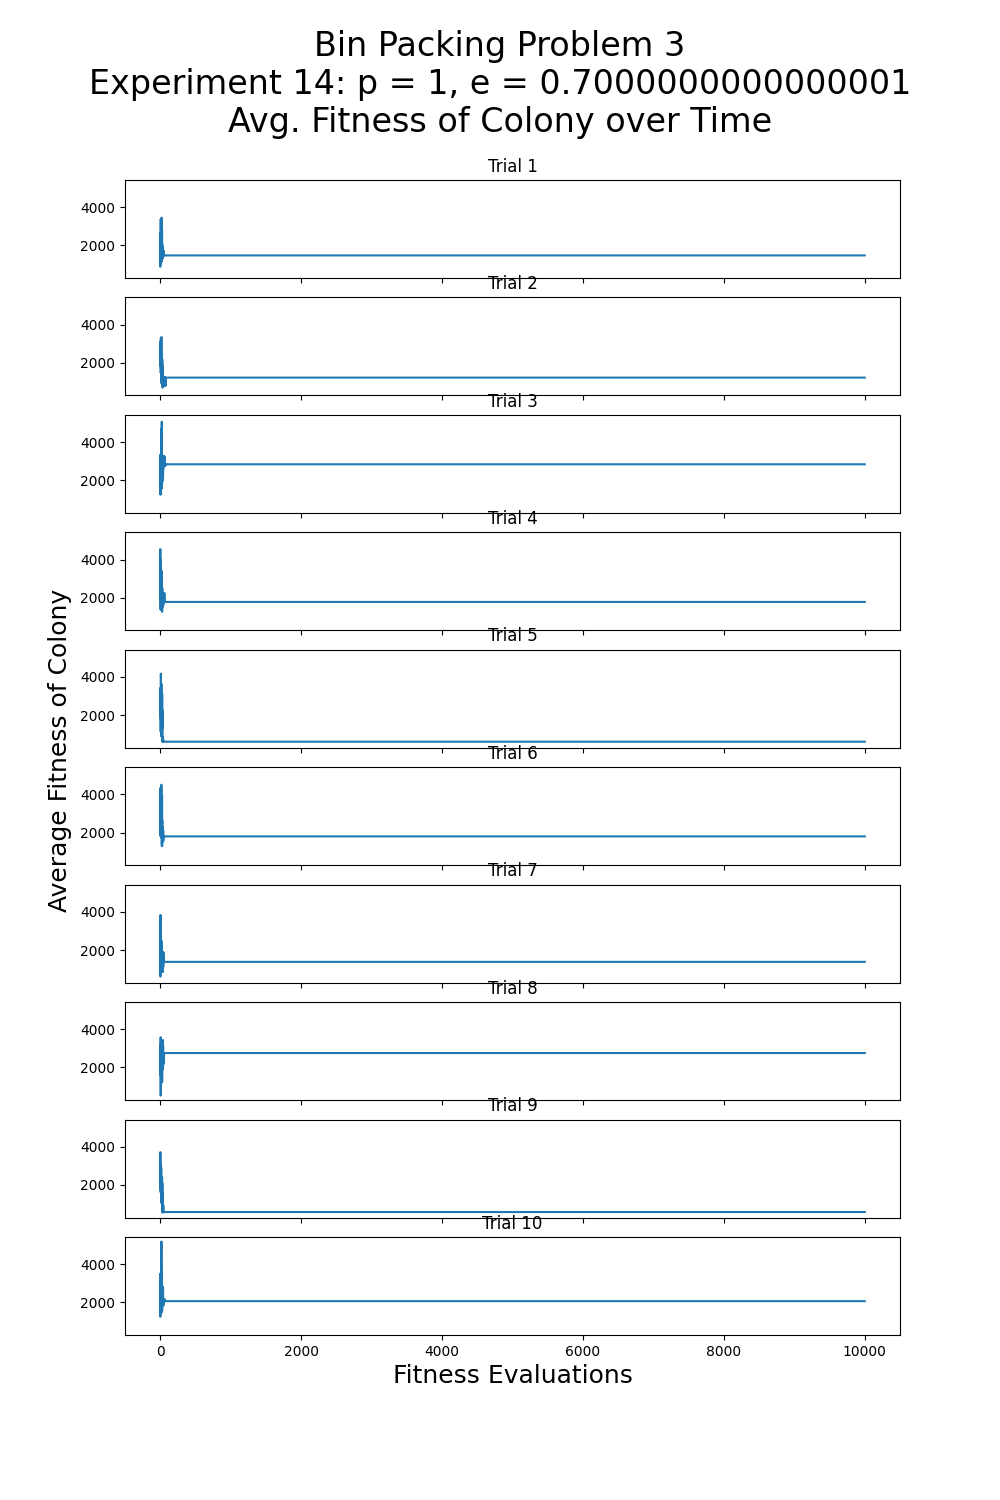 Bin Packing Problem 3
Experiment 14: p = 1, e = 0.7000000000000001
Avg. Fitness of Colony over Time
Trial 1
4000
2000
Trial 2
4000
2000
Trial 3
4000
2000
Trial 4
4000
2000
Trial 5
4000
2000
Trial 6
4000
2000
Trial 7
4000
2000
Trial 8
4000
2000
Trial 9
4000
2000
Trial 10
4000
2000
0 2000 4000 6000 8000 10000
Fitness Evaluations
Average Fitness of Colony